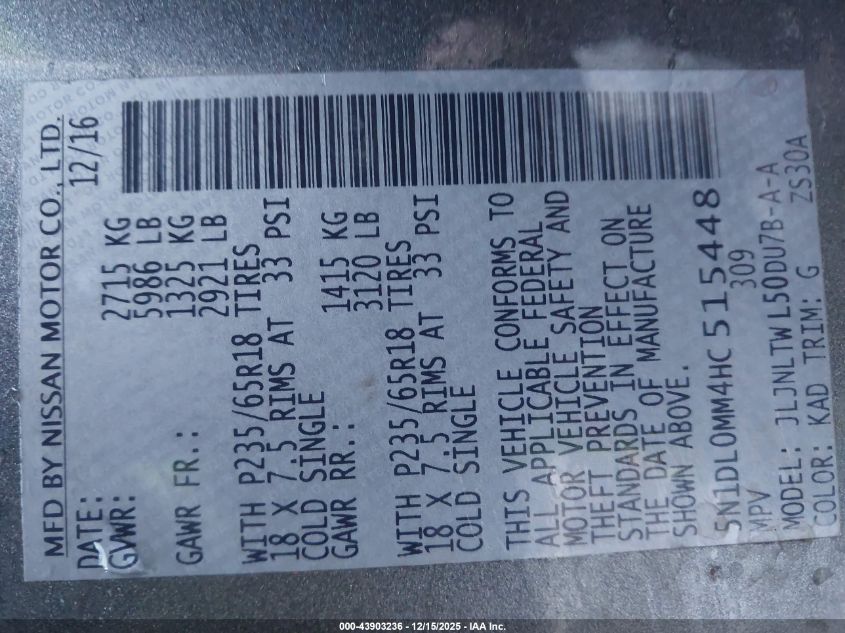 MFD BY NISSAN MOTOR CO., LTD.
DATE: 12/16
GVWR: 2715 KG
5986 LB
GAWR FR.: 1325 KG
2921 LB
WITH P235/65R18 TIRES
18 X 7.5 RIMS AT 33 PSI
COLD SINGLE
GAWR RR.: 1415 KG
3120 LB
WITH P235/65R18 TIRES
18 X 7.5 RIMS AT 33 PSI
COLD SINGLE
THIS VEHICLE CONFORMS TO
ALL APPLICABLE FEDERAL
MOTOR VEHICLE SAFETY AND
THEFT PREVENTION
STANDARDS IN EFFECT ON
THE DATE OF MANUFACTURE
SHOWN ABOVE.
5N1DL0MM4HC515448
MPV 309
MODEL: JLJNLTWL50DU7B-A-A
COLOR: KAD TRIM: G ZS30A
000-43903236 - 12/15/2025 - IAA Inc.